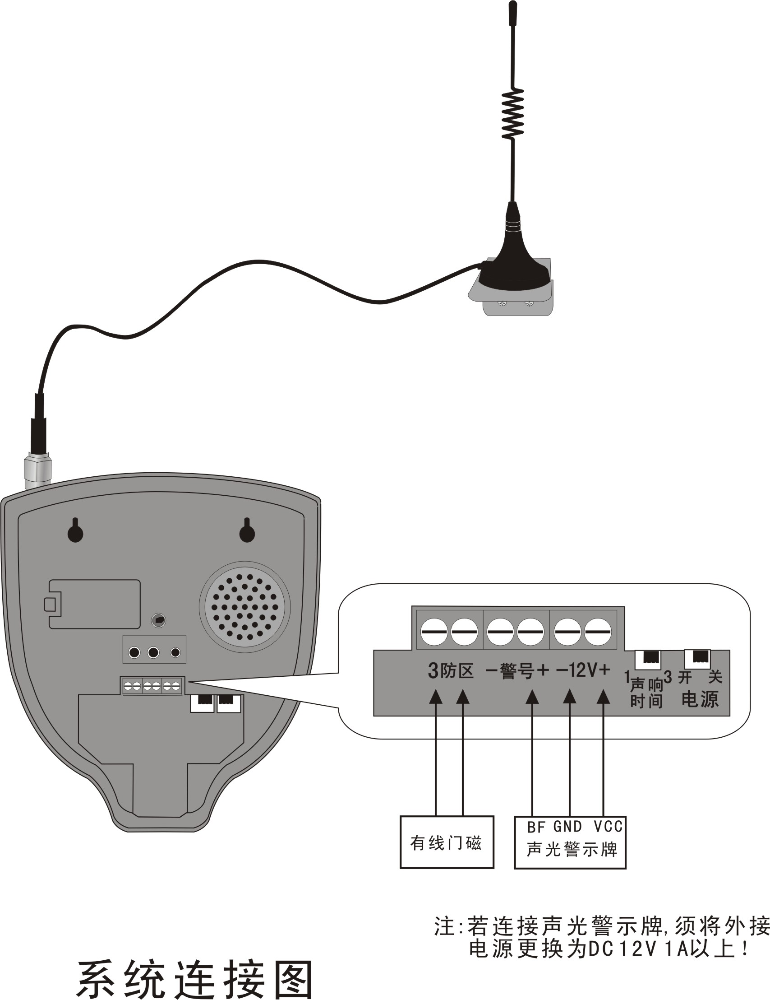 3防区 -警号+ -12V+
1声响3 开 关
时间 电源
BF GND VCC
有线门磁 声光警示牌
注:若连接声光警示牌,须将外接
电源更换为DC12V1A以上!
系统连接图